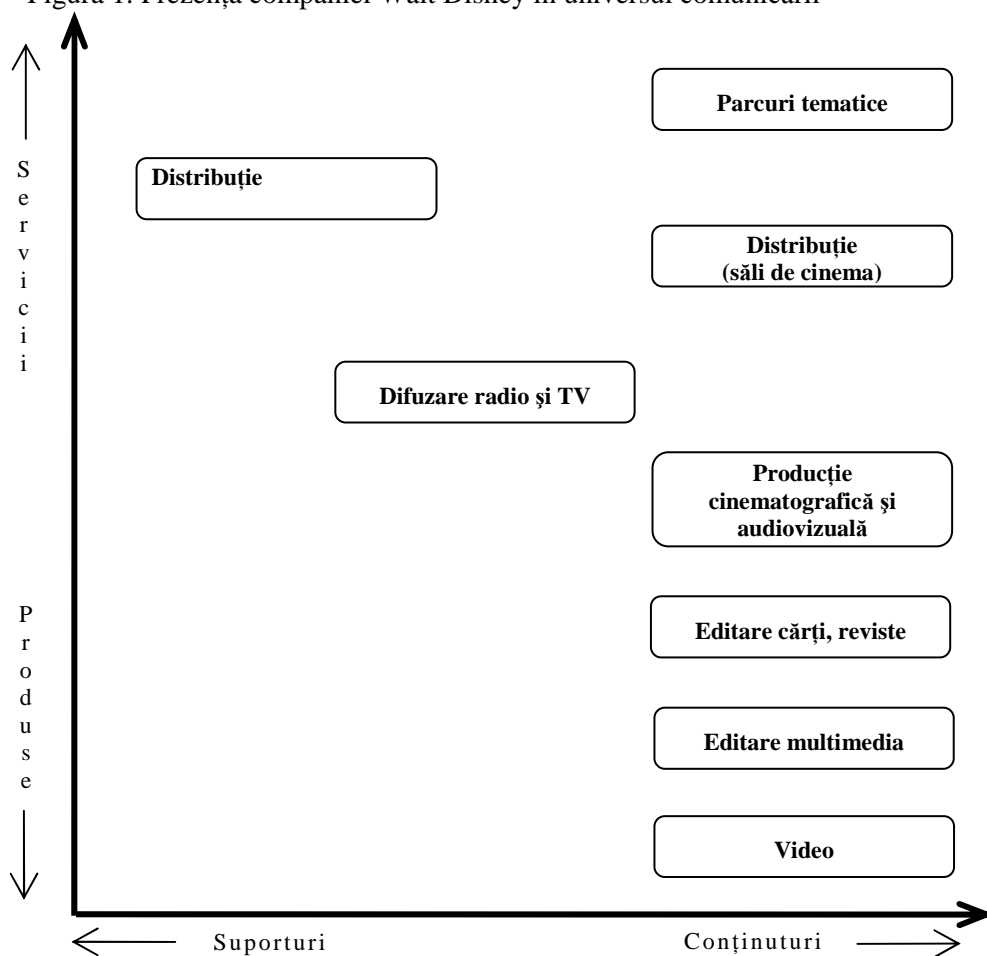 Figura 1. Prezența companiei Walt Disney în universul comunicării
Parcuri tematice
Servicii
Distribuție
Distribuție
(săli de cinema)
Difuzare radio şi TV
Producție
cinematografică şi
audiovizuală
Produse
Editare cărți, reviste
Editare multimedia
Video
Suporturi
Conținuturi